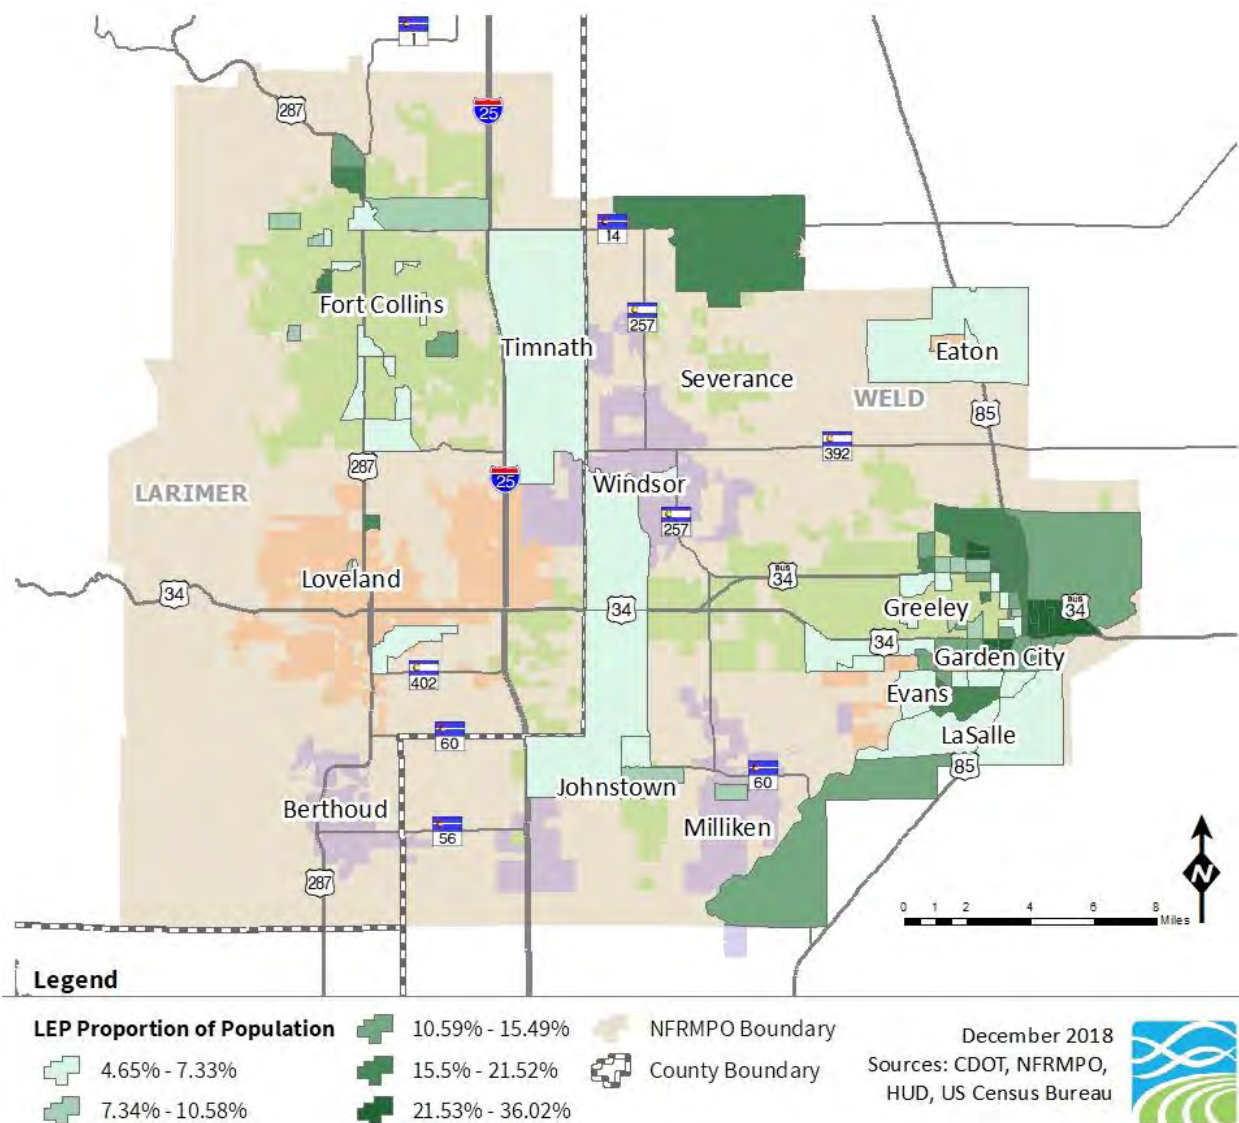 1
287
25
14
257
Fort Collins
Timnath
Severance
Eaton
WELD
85
392
287
25
LARIMER
Windsor
257
Loveland
34
BUS
34
34
Greeley
BUS
34
34
Garden City
402
Evans
LaSalle
60
85
60
Johnstown
Berthoud
Milliken
56
287
N
0 1 2 4 6 8
Miles
Legend
LEP Proportion of Population
4.65% - 7.33%
7.34% - 10.58%
10.59% - 15.49%
15.5% - 21.52%
21.53% - 36.02%
NFRMPO Boundary
County Boundary
December 2018
Sources: CDOT, NFRMPO,
HUD, US Census Bureau